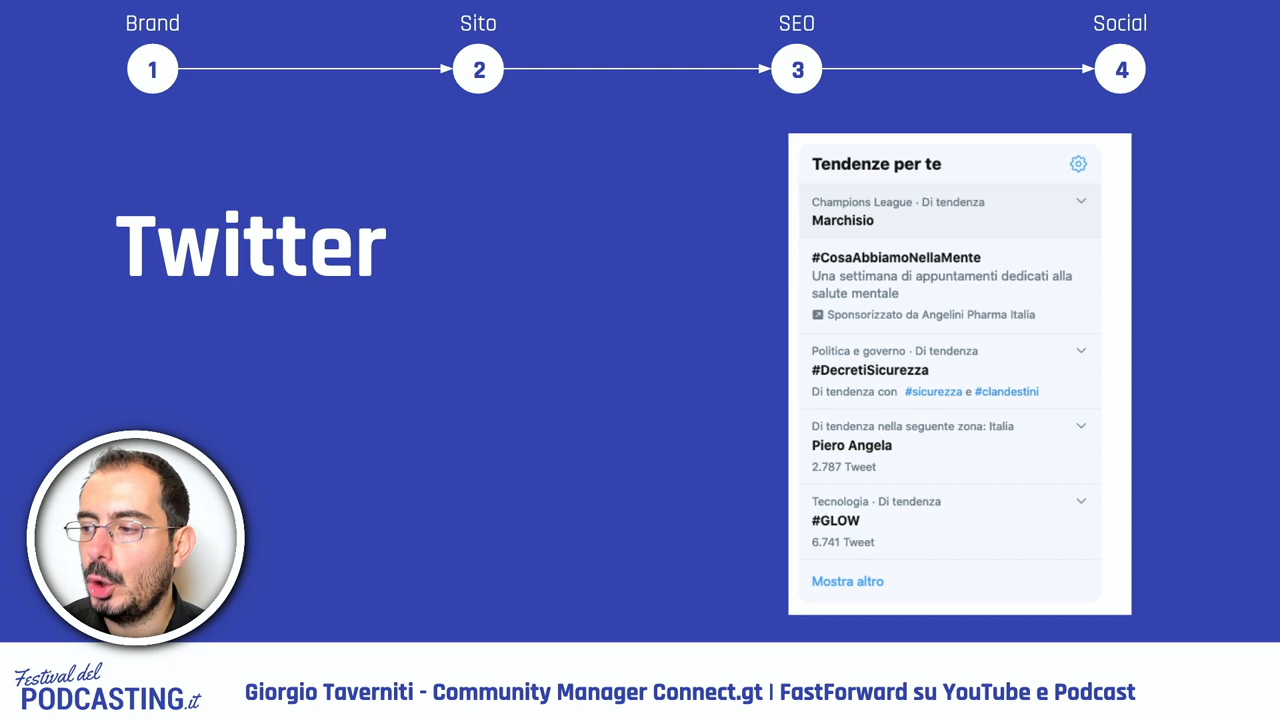 Brand
Sito
SEO
Social
1
2
3
4
Twitter
Tendenze per te
Champions League · Di tendenza
Marchisio
#CosaAbbiamoNellaMente
Una settimana di appuntamenti dedicati alla
salute mentale
Sponsorizzato da Angelini Pharma Italia
Politica e governo · Di tendenza
#DecretiSicurezza
Di tendenza con #sicurezza e #clandestini
Di tendenza nella seguente zona: Italia
Piero Angela
2.787 Tweet
Tecnologia · Di tendenza
#GLOW
6.741 Tweet
Mostra altro
Festival del
PODCASTING.it
Giorgio Taverniti - Community Manager Connect.gt | FastForward su YouTube e Podcast